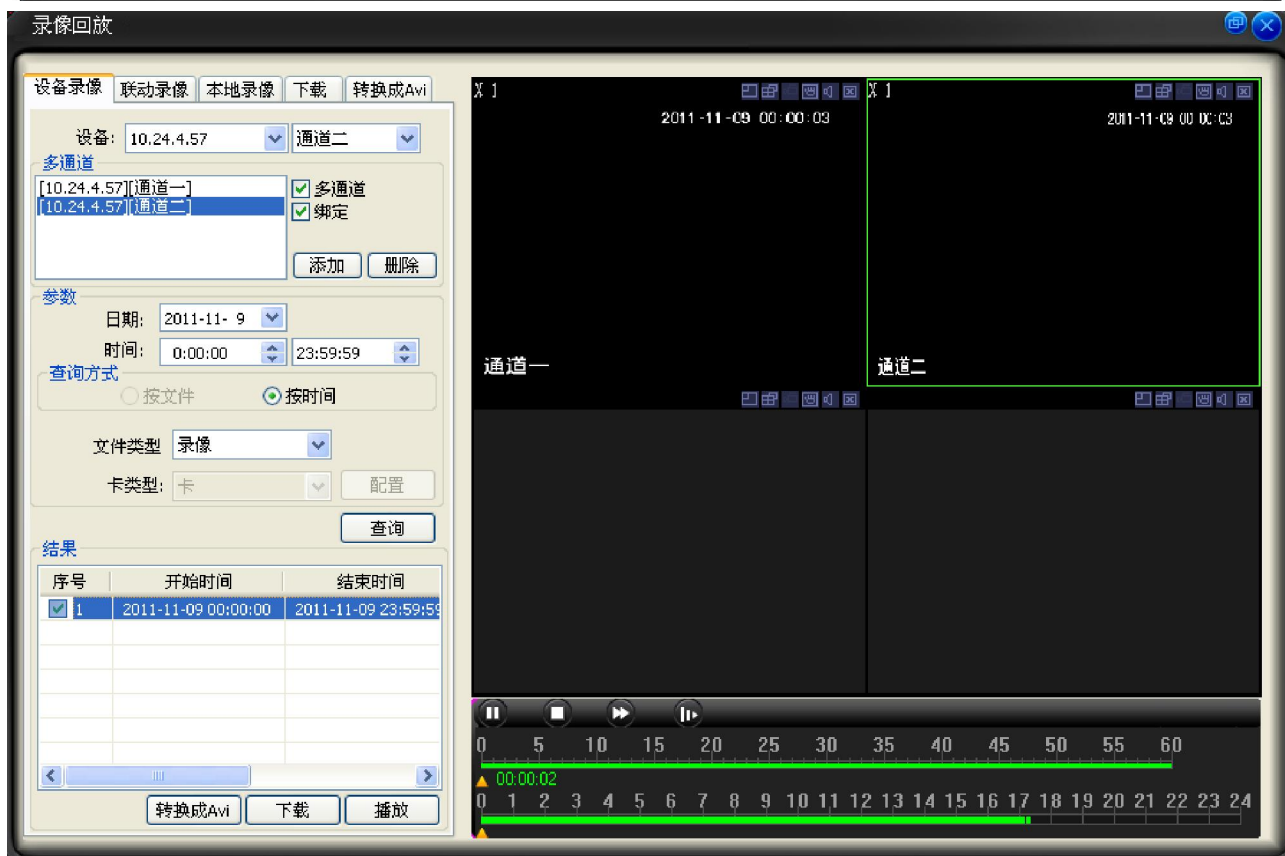 录像回放
设备录像 联动录像 本地录像 下载 转换成Avi
设备: 10.24.4.57 通道二
多通道
[10.24.4.57][通道一]
[10.24.4.57][通道二]
多通道
绑定
添加 删除
参数
日期: 2011-11- 9
时间: 0:00:00 23:59:59
查询方式
按文件 按时间
文件类型 录像
卡类型: 卡 配置
查询
结果
序号 开始时间 结束时间
1 2011-11-09 00:00:00 2011-11-09 23:59:59
转换成Avi 下载 播放
X 1
2011-11-09 00:00:03
通道一
X 1
2011-11-09 00:00:03
通道二
0 5 10 15 20 25 30 35 40 45 50 55 60
00:00:02
0 1 2 3 4 5 6 7 8 9 10 11 12 13 14 15 16 17 18 19 20 21 22 23 24